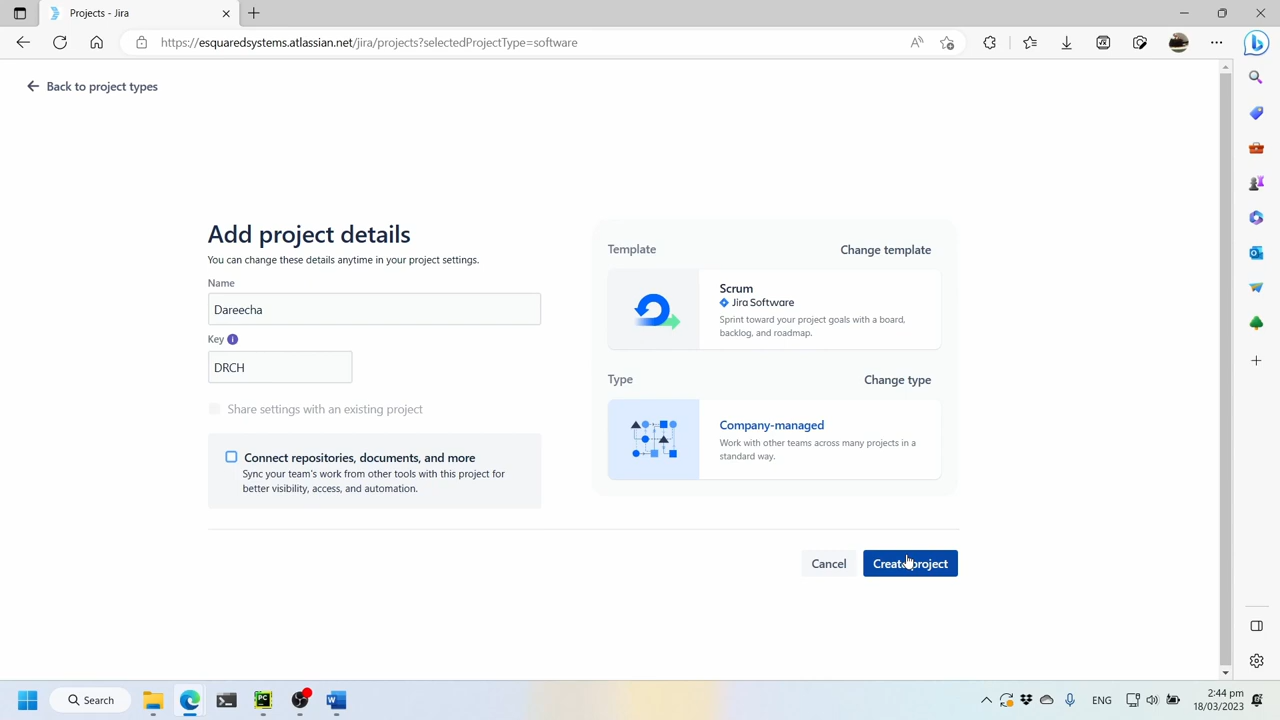 Projects - Jira
https://esquaredsystems.atlassian.net/jira/projects?selectedProjectType=software
Back to project types
Add project details
You can change these details anytime in your project settings.
Name
Dareecha
Key
DRCH
Share settings with an existing project
Connect repositories, documents, and more
Sync your team's work from other tools with this project for
better visibility, access, and automation.
Template
Change template
Scrum
Jira Software
Sprint toward your project goals with a board,
backlog, and roadmap.
Type
Change type
Company-managed
Work with other teams across many projects in a
standard way.
Cancel
Create project
Search
PC
W
ENG
2:44 pm
18/03/2023